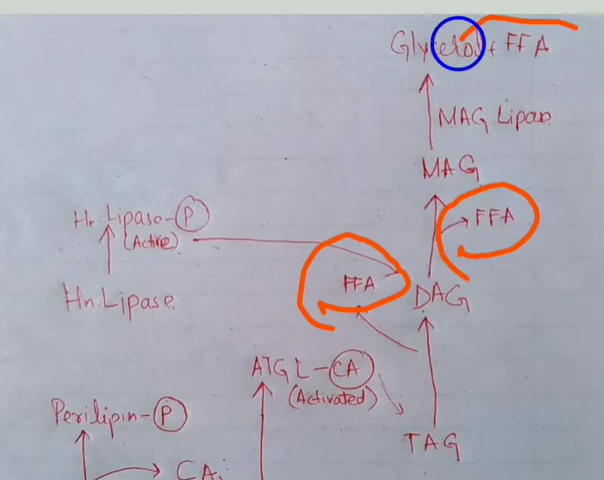 Glycerol + FFA
MAG Lipase
MAG
Hr. Lipase-P
(Active)
FFA
Hn. Lipase
FFA
DAG
ATGL-CA
(Activated)
Perilipin-P
TAG
CA